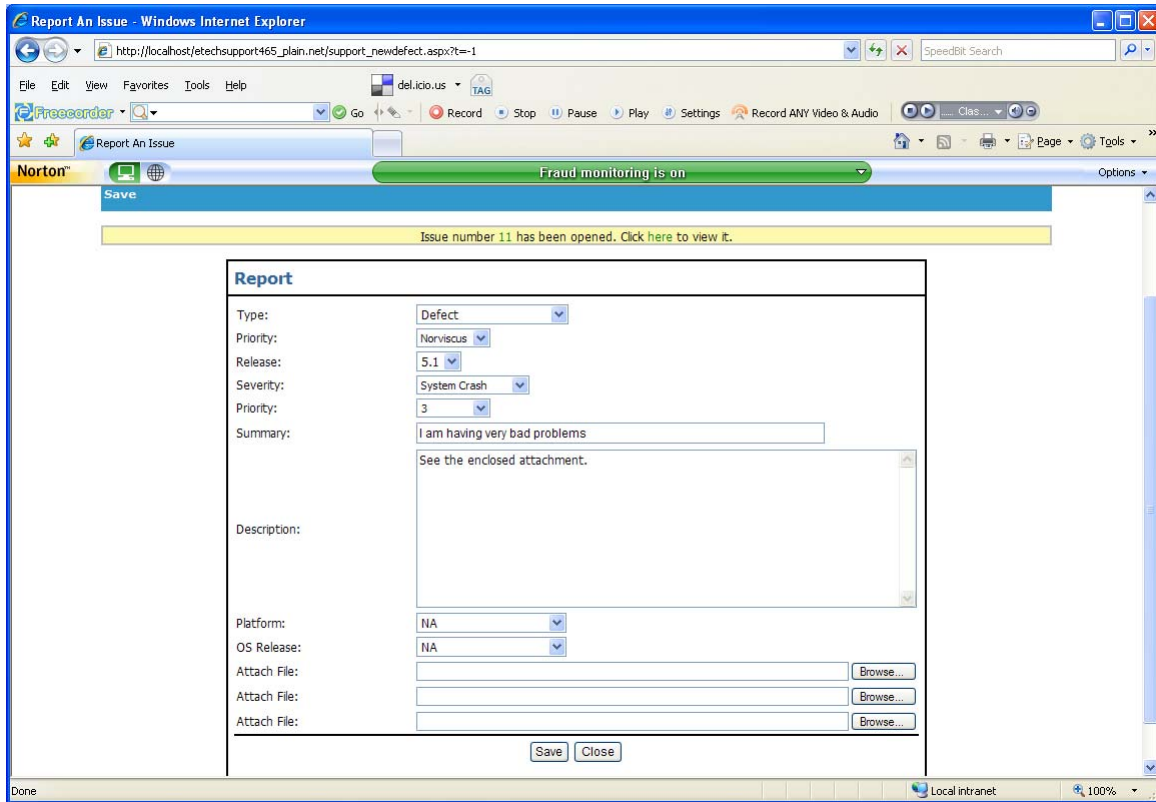 Report An Issue - Windows Internet Explorer
http://localhost/etechsupport465_plain.net/support_newdefect.aspx?t=-1
SpeedBit Search
File Edit View Favorites Tools Help
del.icio.us TAG
Freecorder Go Record Stop Pause Play Settings Record ANY Video & Audio .... Clas...
Report An Issue
Page Tools »
Norton™ Fraud monitoring is on Options
Save
Issue number 11 has been opened. Click here to view it.
Report
Type: Defect
Priority: Norviscus
Release: 5.1
Severity: System Crash
Priority: 3
Summary: I am having very bad problems
Description: See the enclosed attachment.
Platform: NA
OS Release: NA
Attach File: Browse...
Attach File: Browse...
Attach File: Browse...
Save Close
Done Local intranet 100%